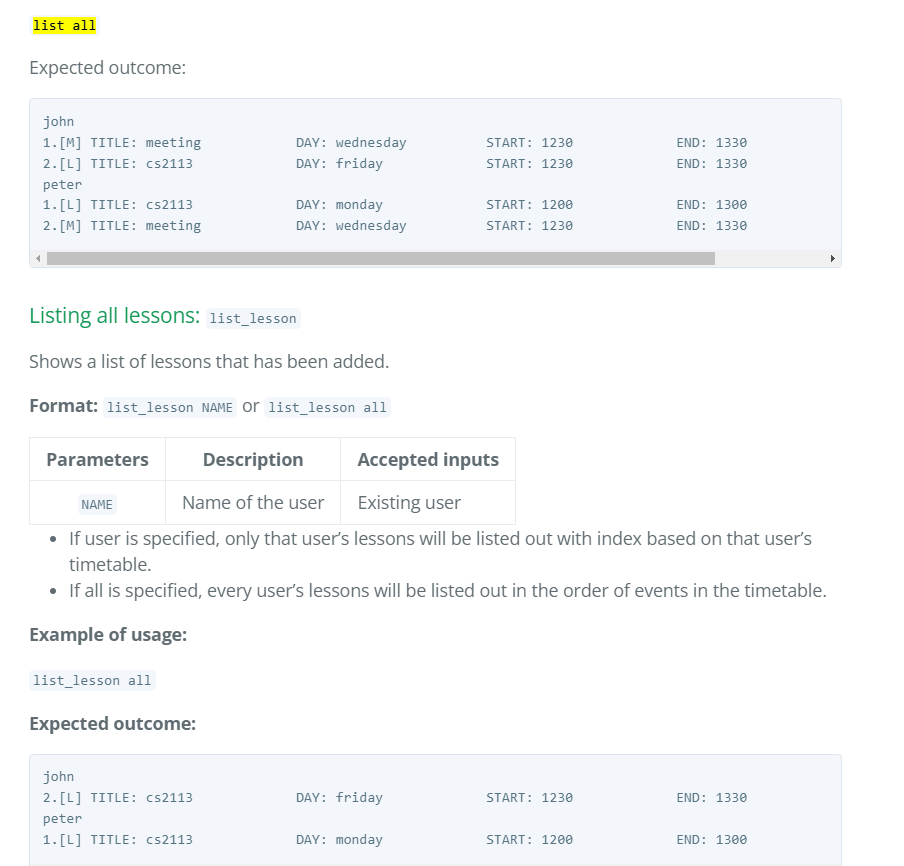 list all
Expected outcome:
john
1.[M] TITLE: meeting DAY: wednesday START: 1230 END: 1330
2.[L] TITLE: cs2113 DAY: friday START: 1230 END: 1330
peter
1.[L] TITLE: cs2113 DAY: monday START: 1200 END: 1300
2.[M] TITLE: meeting DAY: wednesday START: 1230 END: 1330
Listing all lessons: list_lesson
Shows a list of lessons that has been added.
Format: list_lesson NAME or list_lesson all
Parameters Description Accepted inputs
NAME Name of the user Existing user
• If user is specified, only that user’s lessons will be listed out with index based on that user’s
timetable.
• If all is specified, every user’s lessons will be listed out in the order of events in the timetable.
Example of usage:
list_lesson all
Expected outcome:
john
2.[L] TITLE: cs2113 DAY: friday START: 1230 END: 1330
peter
1.[L] TITLE: cs2113 DAY: monday START: 1200 END: 1300